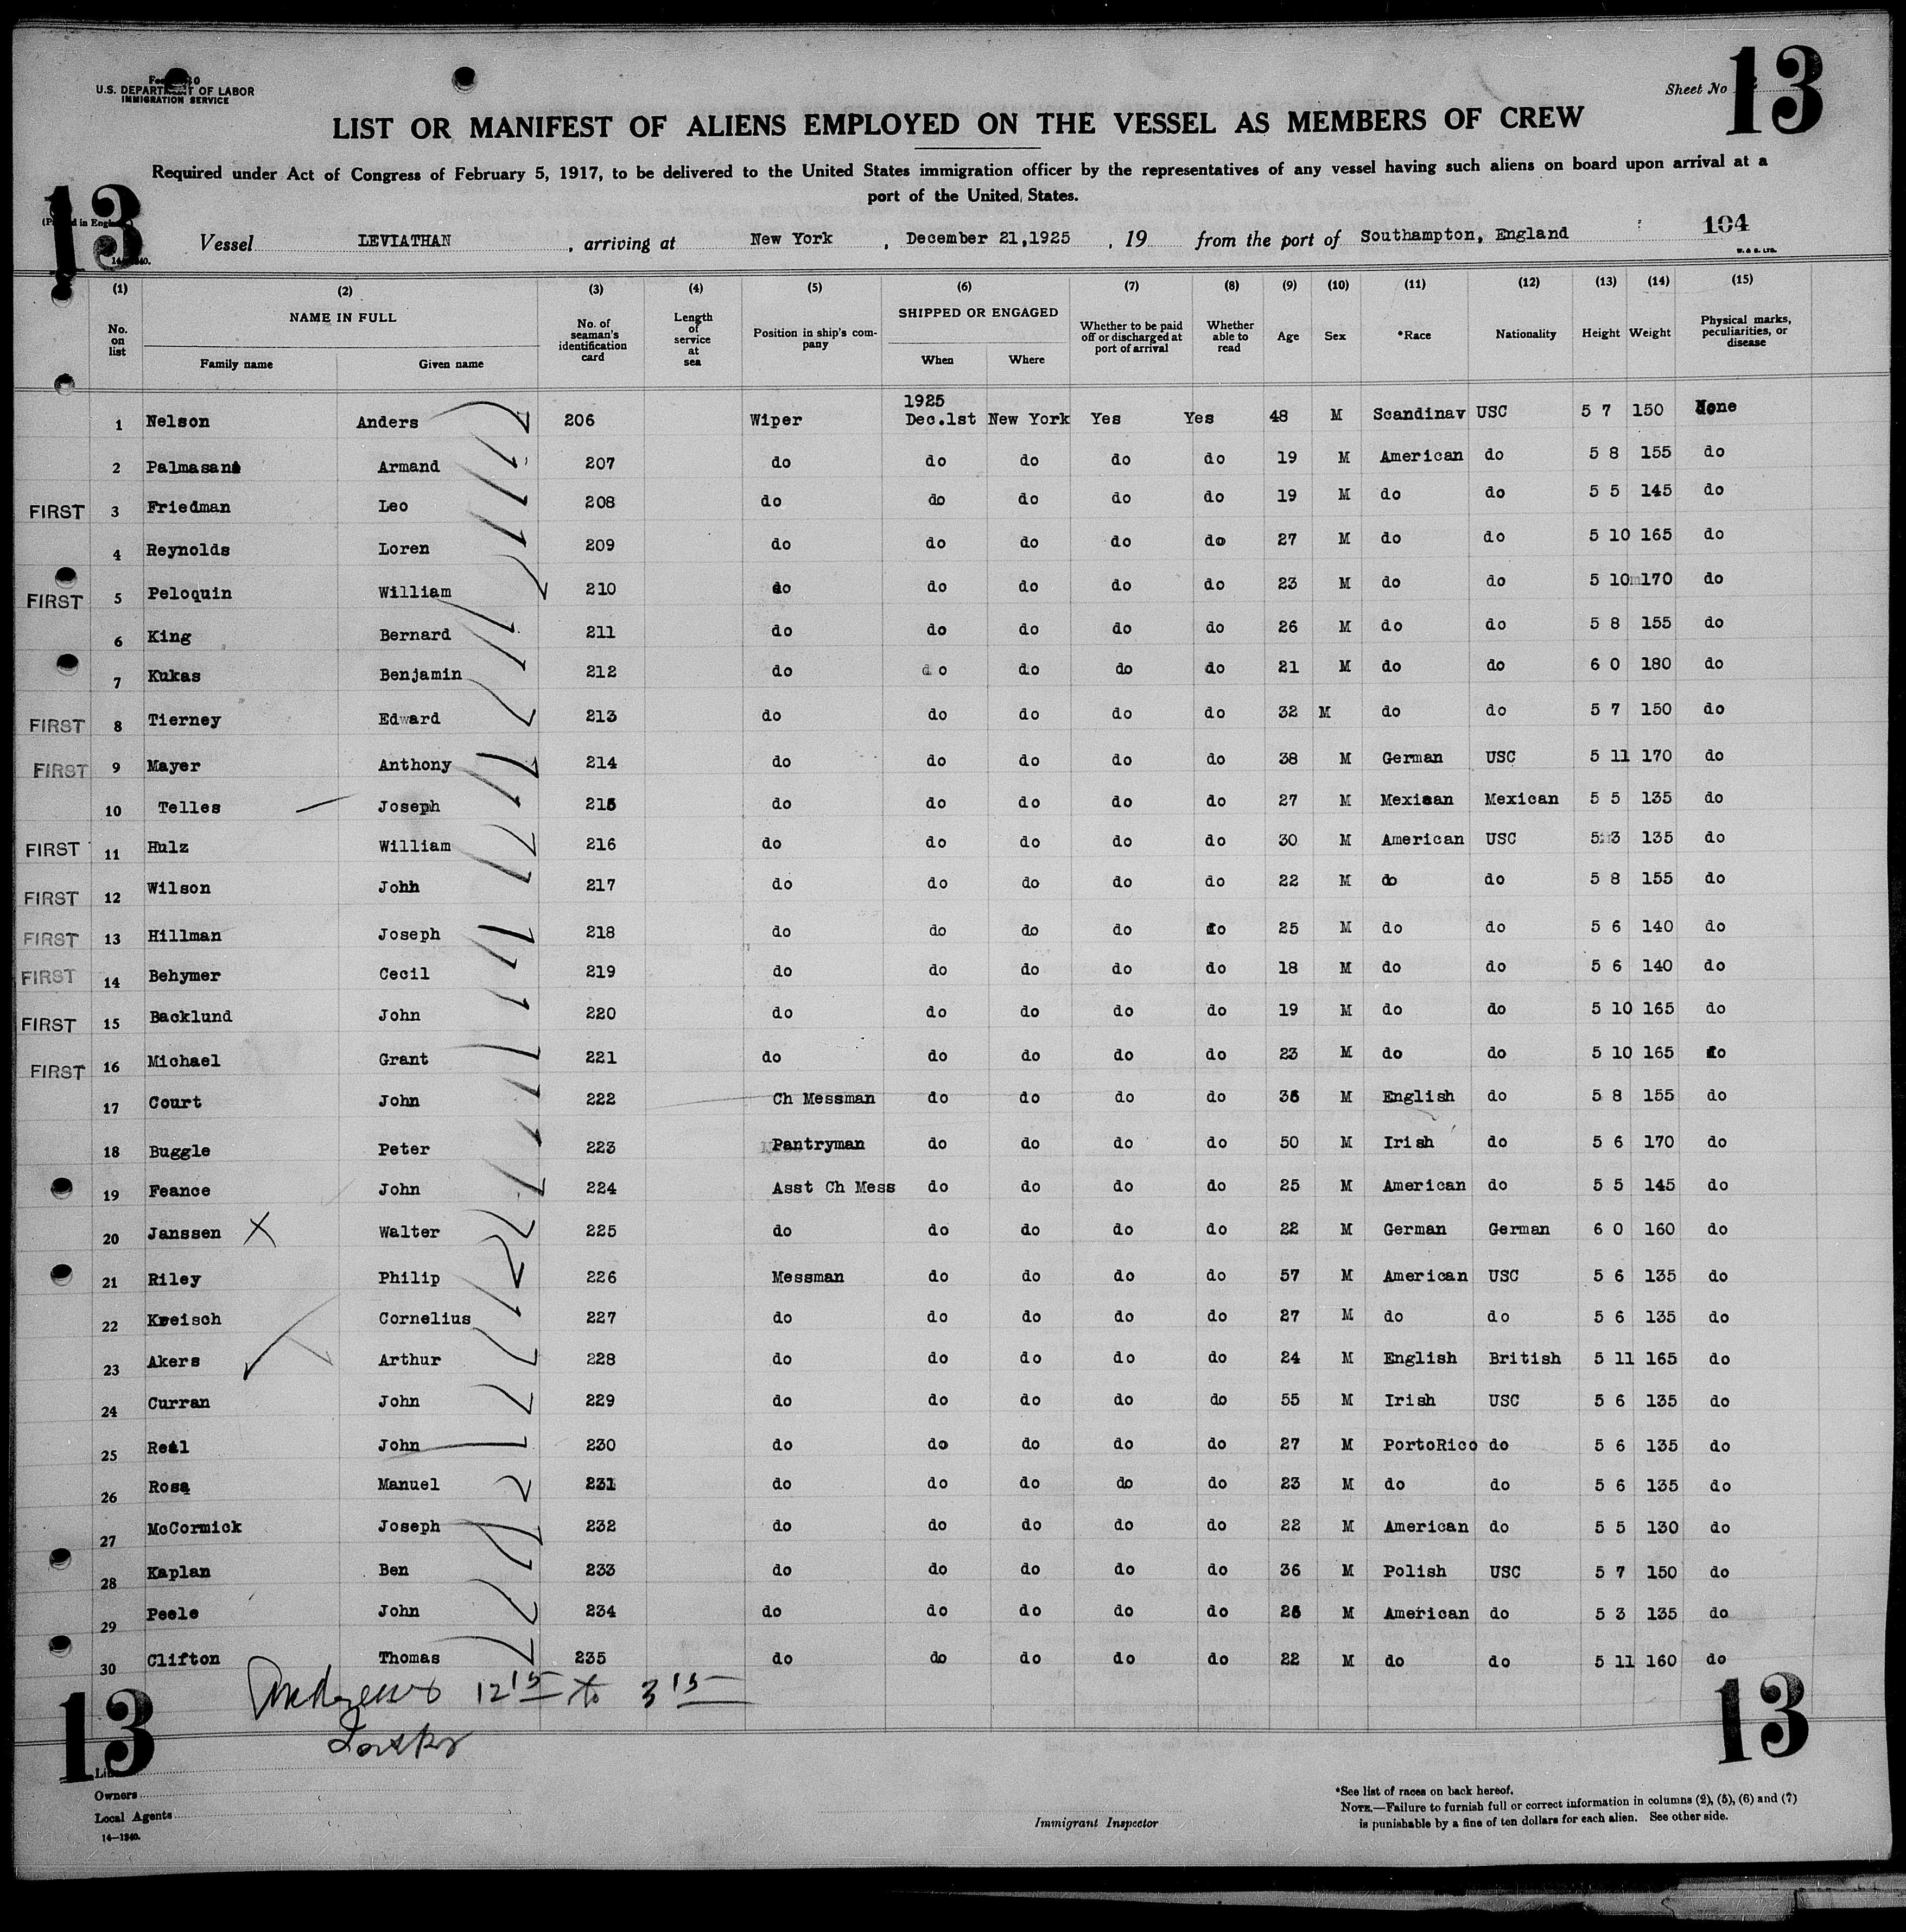 U.S. DEPARTMENT OF LABOR
IMMIGRATION SERVICE
Sheet No
13
LIST OR MANIFEST OF ALIENS EMPLOYED ON THE VESSEL AS MEMBERS OF CREW
Required under Act of Congress of February 5, 1917, to be delivered to the United States immigration officer by the representatives of any vessel having such aliens on board upon arrival at a
port of the United States.
13
Vessel LEVIATHAN, arriving at New York, December 21,1925, 19 from the port of Southampton, England
104
(1) (2) (3) (4) (5) (6) (7) (8) (9) (10) (11) (12) (13) (14) (15)
No. on list NAME IN FULL Family name Given name No. of seaman's identification card Length of service at sea Position in ship's company SHIPPED OR ENGAGED When Where Whether to be paid off or discharged at port of arrival Whether able to read Age Sex *Race Nationality Height Weight Physical marks, peculiarities, or disease
1925
1 Nelson Anders 206 Wiper Dec.1st New York Yes Yes 48 M Scandinav USC 5 7 150 None
2 Palmasani Armand 207 do do do do do 19 M American do 5 8 155 do
FIRST 3 Friedman Leo 208 do do do do do 19 M do do 5 5 145 do
4 Reynolds Loren 209 do do do do do 27 M do do 5 10 165 do
FIRST 5 Peloquin William 210 do do do do do 23 M do do 5 10 170 do
6 King Bernard 211 do do do do do 26 M do do 5 8 155 do
7 Kukas Benjamin 212 do do do do do 21 M do do 6 0 180 do
FIRST 8 Tierney Edward 213 do do do do do 32 M do do 5 7 150 do
FIRST 9 Mayer Anthony 214 do do do do do 38 M German USC 5 11 170 do
10 Telles Joseph 215 do do do do do 27 M Mexican Mexican 5 5 135 do
FIRST 11 Hulz William 216 do do do do do 30 M American USC 5 3 135 do
FIRST 12 Wilson Johh 217 do do do do do 22 M do do 5 8 155 do
FIRST 13 Hillman Joseph 218 do do do do do 25 M do do 5 6 140 do
FIRST 14 Behymer Cecil 219 do do do do do 18 M do do 5 6 140 do
FIRST 15 Backlund John 220 do do do do do 19 M do do 5 10 165 do
FIRST 16 Michael Grant 221 do do do do do 23 M do do 5 10 165 do
17 Court John 222 Ch Messman do do do do 36 M English do 5 8 155 do
18 Buggle Peter 223 Pantryman do do do do 50 M Irish do 5 6 170 do
19 Feance John 224 Asst Ch Mess do do do do 25 M American do 5 5 145 do
20 Janssen X Walter 225 do do do do do 22 M German German 6 0 160 do
21 Riley Philip 226 Messman do do do do 57 M American USC 5 6 135 do
22 Kreisch Cornelius 227 do do do do do 27 M do do 5 6 135 do
23 Akers Arthur 228 do do do do do 24 M English British 5 11 165 do
24 Curran John 229 do do do do do 55 M Irish USC 5 6 135 do
25 Real John 230 do do do do do 27 M PortoRico do 5 6 135 do
26 Rosa Manuel 231 do do do do do 23 M do do 5 6 135 do
27 McCormick Joseph 232 do do do do do 22 M American do 5 5 130 do
28 Kaplan Ben 233 do do do do do 36 M Polish USC 5 7 150 do
29 Peele John 234 do do do do do 26 M American do 5 3 135 do
30 Clifton Thomas 235 do do do do do 22 M do do 5 11 160 do
12 15 to 3 15
13
13
Owners
Local Agents
14—1240.
Immigrant Inspector
*See list of races on back hereof.
NOTE.—Failure to furnish full or correct information in columns (2), (5), (6) and (7)
is punishable by a fine of ten dollars for each alien. See other side.